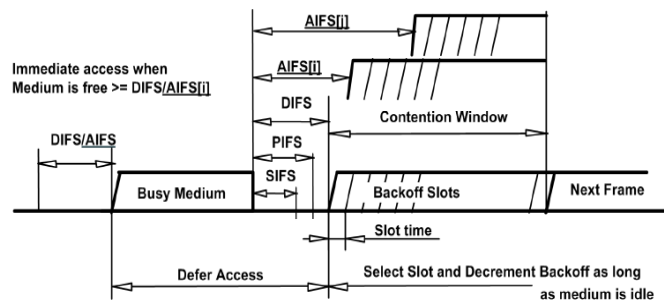 AIFS[j]
AIFS[i]
Immediate access when
Medium is free >= DIFS/AIFS[i]
DIFS
Contention Window
DIFS/AIFS
PIFS
SIFS
Busy Medium
Backoff Slots
Next Frame
Slot time
Defer Access
Select Slot and Decrement Backoff as long
as medium is idle